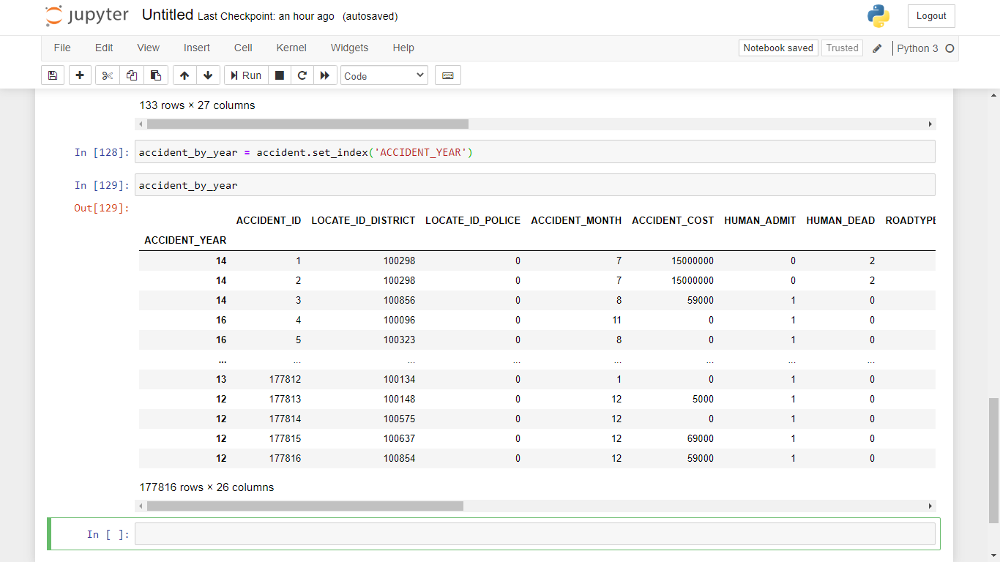 jupyter Untitled Last Checkpoint: an hour ago (autosaved)
Logout
File Edit View Insert Cell Kernel Widgets Help
Notebook saved Trusted Python 3
Run Code
133 rows × 27 columns
In [128]: accident_by_year = accident.set_index('ACCIDENT_YEAR')
In [129]: accident_by_year
Out[129]:
ACCIDENT_ID LOCATE_ID_DISTRICT LOCATE_ID_POLICE ACCIDENT_MONTH ACCIDENT_COST HUMAN_ADMIT HUMAN_DEAD ROADTYPE
ACCIDENT_YEAR
14 1 100298 0 7 15000000 0 2
14 2 100298 0 7 15000000 0 2
14 3 100856 0 8 59000 1 0
16 4 100096 0 11 0 1 0
16 5 100323 0 8 0 1 0
... ... ... ... ... ... ... ...
13 177812 100134 0 1 0 1 0
12 177813 100148 0 12 5000 1 0
12 177814 100575 0 12 0 1 0
12 177815 100637 0 12 69000 1 0
12 177816 100854 0 12 59000 1 0
177816 rows × 26 columns
In [ ]: